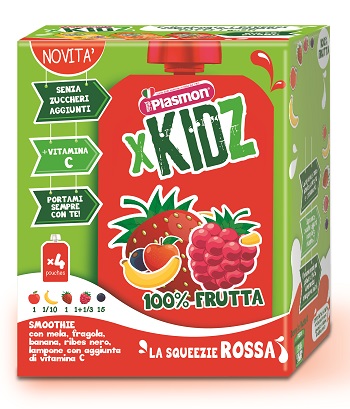 NOVITA'
Plasmon
xKIDZ
SENZA
ZUCCHERI
AGGIUNTI
+VITAMINA
C
PORTAMI
SEMPRE
CON TE!
x4
pouches
100% FRUTTA
1 1/10 1 1+1/3 15
SMOOTHIE
con mela, fragola,
banana, ribes nero,
lampone con aggiunta
di vitamina C
LA SQUEEZIE ROSSA